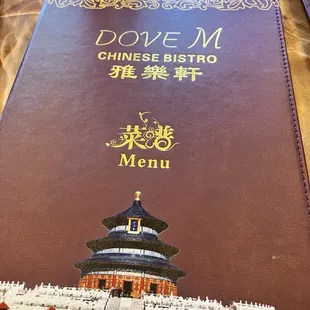 DOVE M
CHINESE BISTRO
雅樂軒
菜譜
Menu